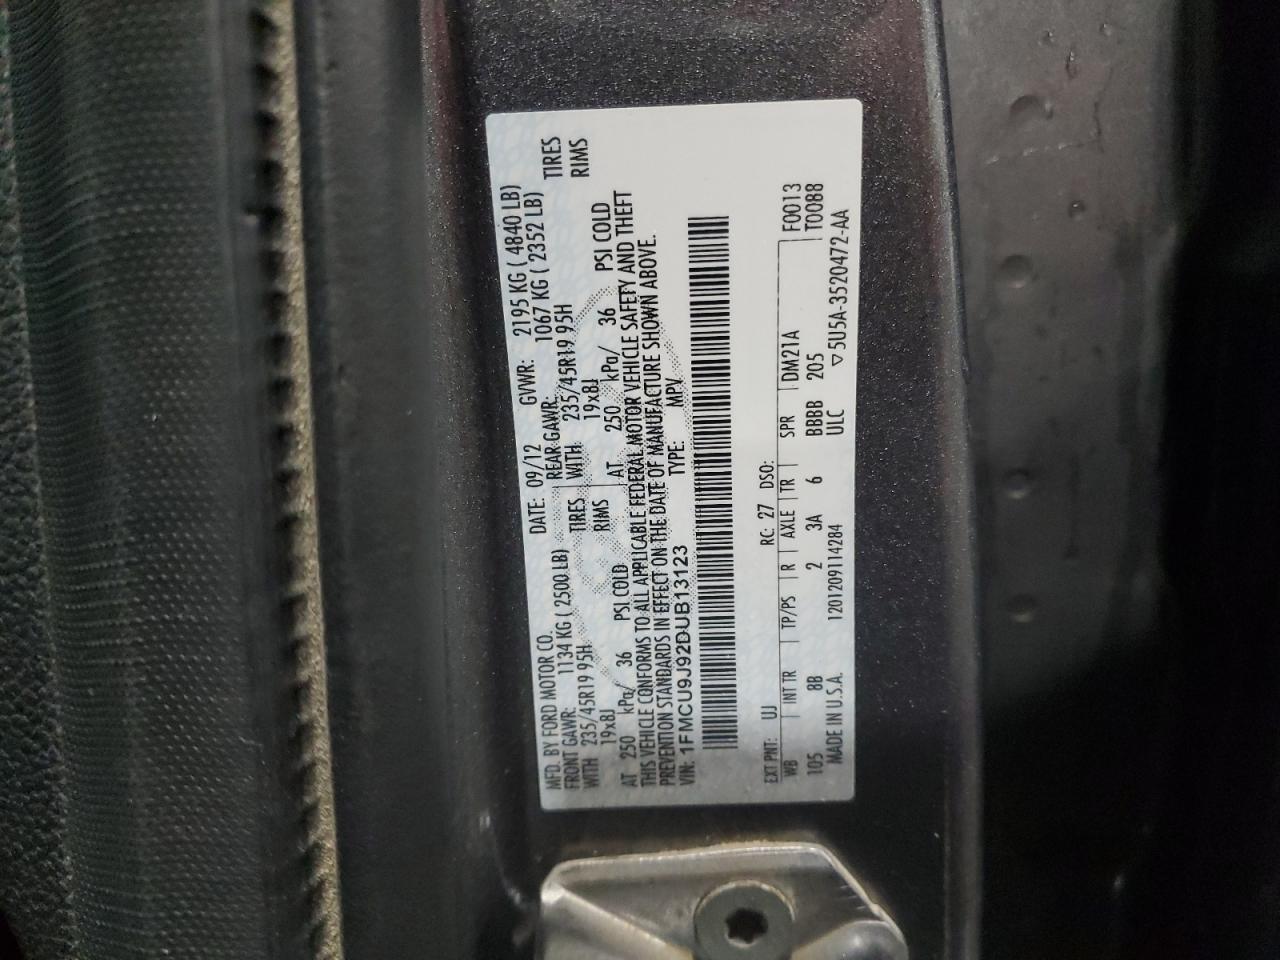 MFD. BY FORD MOTOR CO. DATE: 09/12 GVWR: 2195 KG ( 4840 LB)
FRONT GAWR: 1134 KG ( 2500 LB) REAR GAWR: 1067 KG ( 2352 LB)
WITH 235/45R19 95H TIRES WITH 235/45R19 95H TIRES
19x8J RIMS 19x8J RIMS
AT 250 kPa/ 36 PSI COLD AT 250 kPa/ 36 PSI COLD
THIS VEHICLE CONFORMS TO ALL APPLICABLE FEDERAL MOTOR VEHICLE SAFETY AND THEFT
PREVENTION STANDARDS IN EFFECT ON THE DATE OF MANUFACTURE SHOWN ABOVE.
VIN: 1FMCU9J92DUB13123 TYPE: MPV
EXT PNT: UJ RC: 27 DSO: F0013
WB INT TR TP/PS R AXLE TR SPR DM21A T0088
105 8B 2 3A 6 BBBB 205
MADE IN U.S.A. 1201209114284 ULC ▽5U5A-3520472-AA